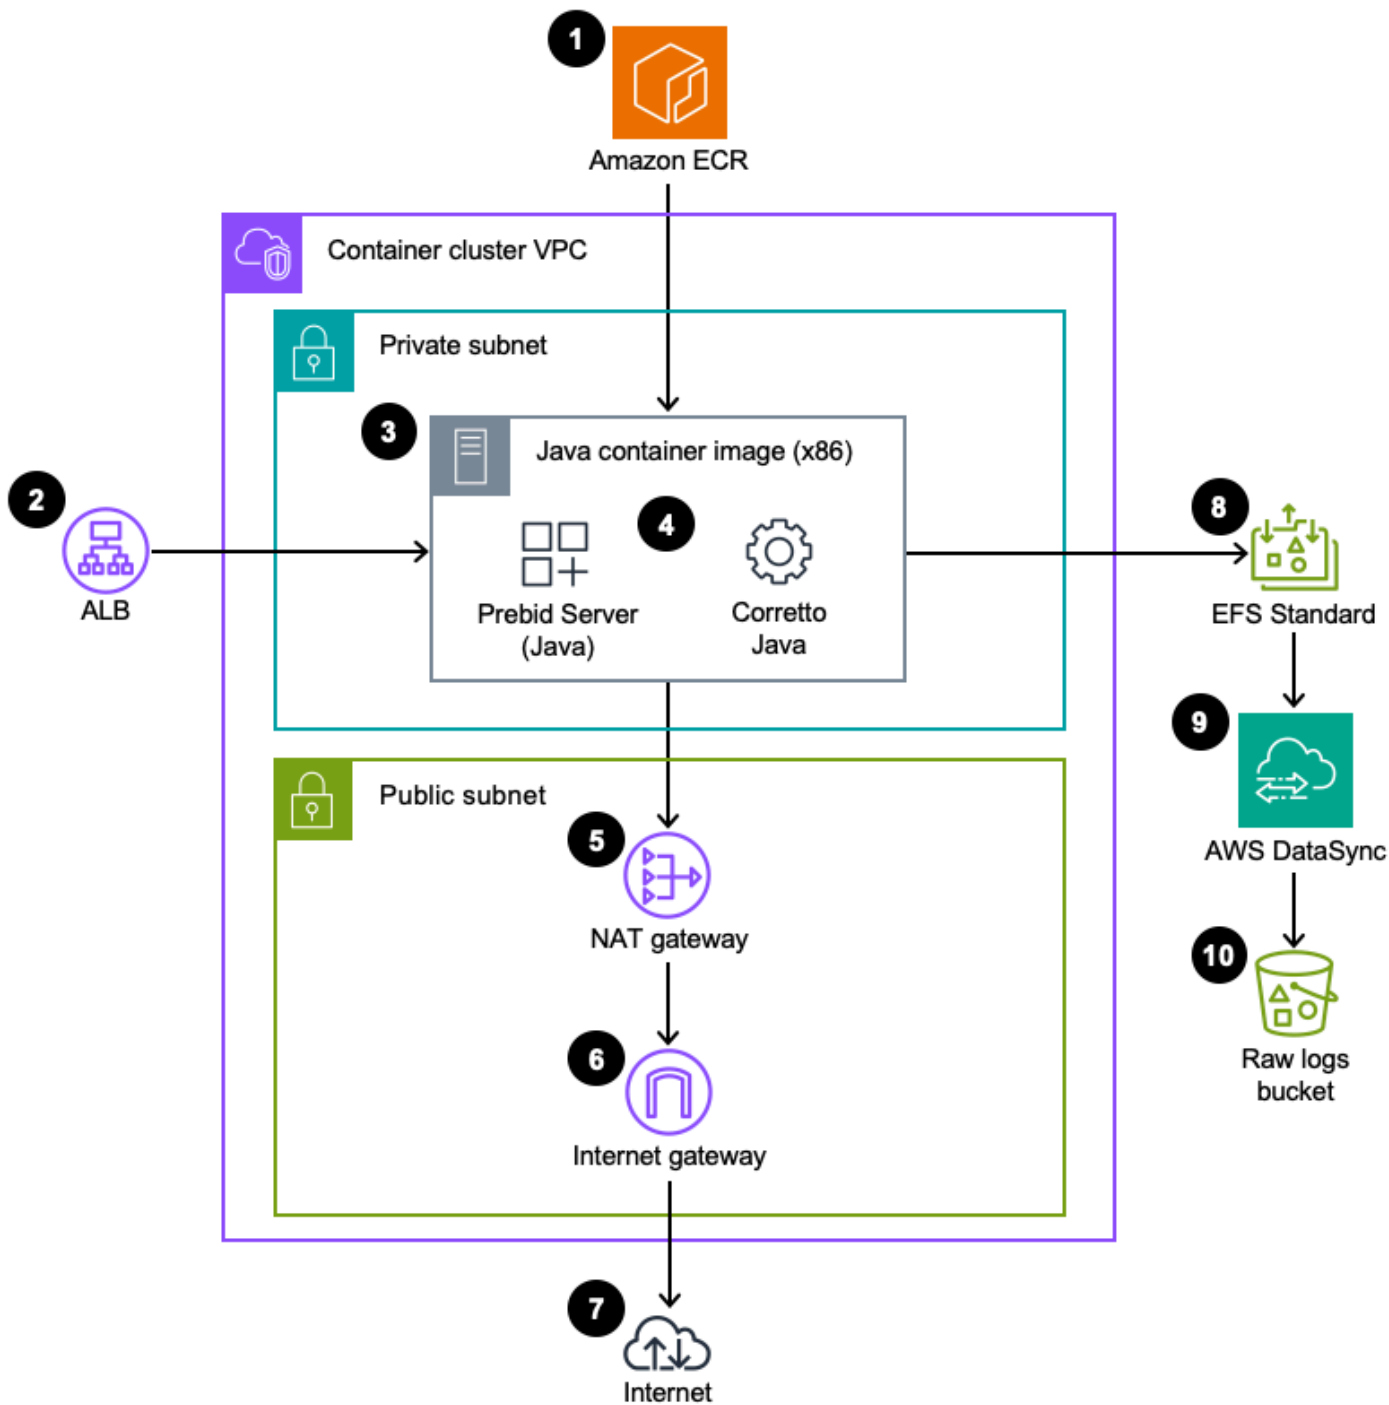 1
Amazon ECR
Container cluster VPC
Private subnet
3
Java container image (x86)
2
ALB
4
Prebid Server
(Java)
Corretto
Java
8
EFS Standard
9
AWS DataSync
Public subnet
5
NAT gateway
10
Raw logs
bucket
6
Internet gateway
7
Internet